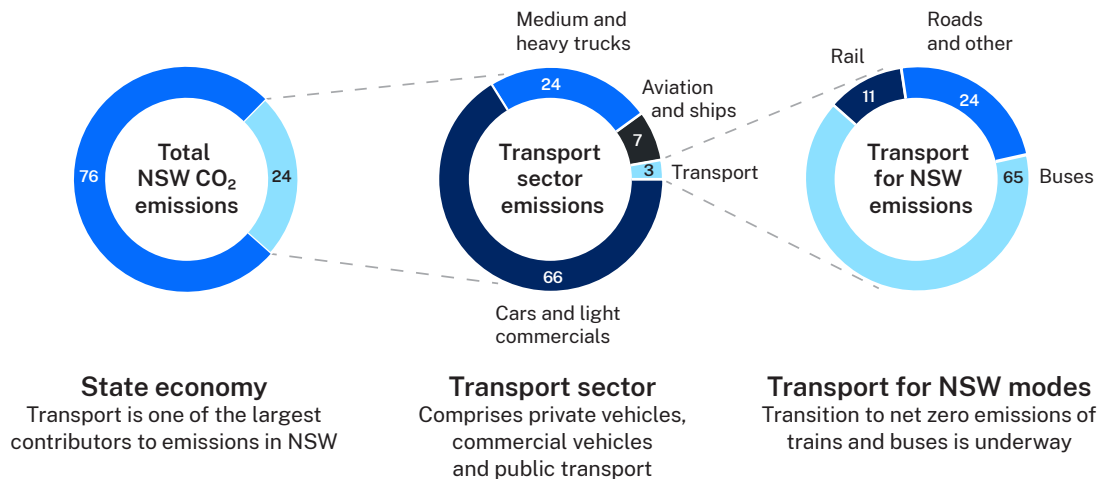 Medium and
heavy trucks
Roads
and other
Rail
Aviation
and ships
24
11
24
7
Total
NSW CO₂
emissions
76
24
Transport
sector
emissions
3
Transport
Transport
for NSW
emissions
65
Buses
66
Cars and light
commercials
State economy
Transport is one of the largest
contributors to emissions in NSW
Transport sector
Comprises private vehicles,
commercial vehicles
and public transport
Transport for NSW modes
Transition to net zero emissions of
trains and buses is underway